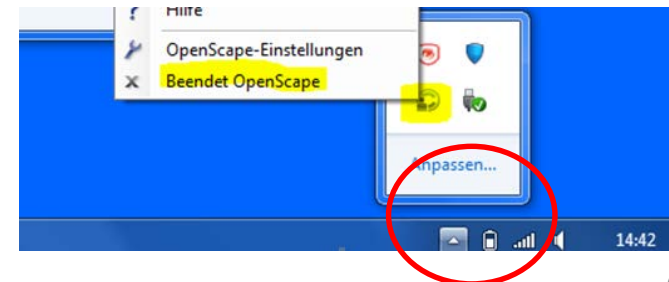 Hilfe
OpenScape-Einstellungen
Beendet OpenScape
Anpassen...
14:42